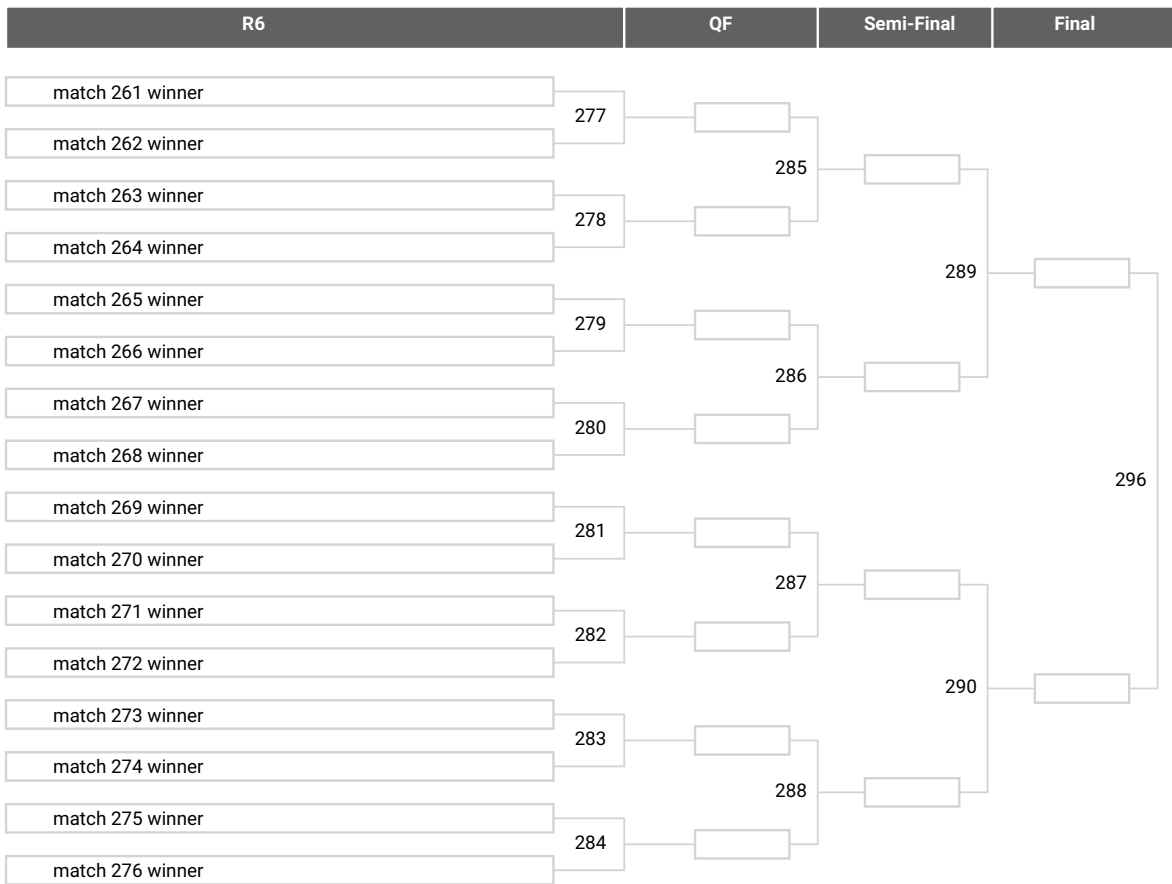 R6 QF Semi-Final Final
match 261 winner
277
match 262 winner
285
match 263 winner
278
match 264 winner
289
match 265 winner
279
match 266 winner
286
match 267 winner
280
match 268 winner
296
match 269 winner
281
match 270 winner
287
match 271 winner
282
match 272 winner
290
match 273 winner
283
match 274 winner
288
match 275 winner
284
match 276 winner